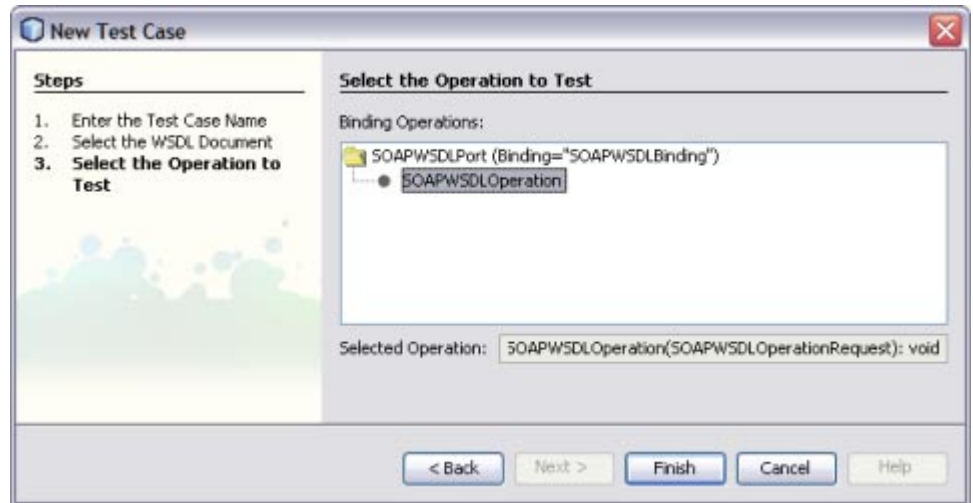 New Test Case
Steps
1. Enter the Test Case Name
2. Select the WSDL Document
3. Select the Operation to
Test
Select the Operation to Test
Binding Operations:
SOAPWSDLPort (Binding="SOAPWSDLBinding")
SOAPWSDLOperation
Selected Operation: SOAPWSDLOperation(SOAPWSDLOperationRequest): void
< Back Next > Finish Cancel Help